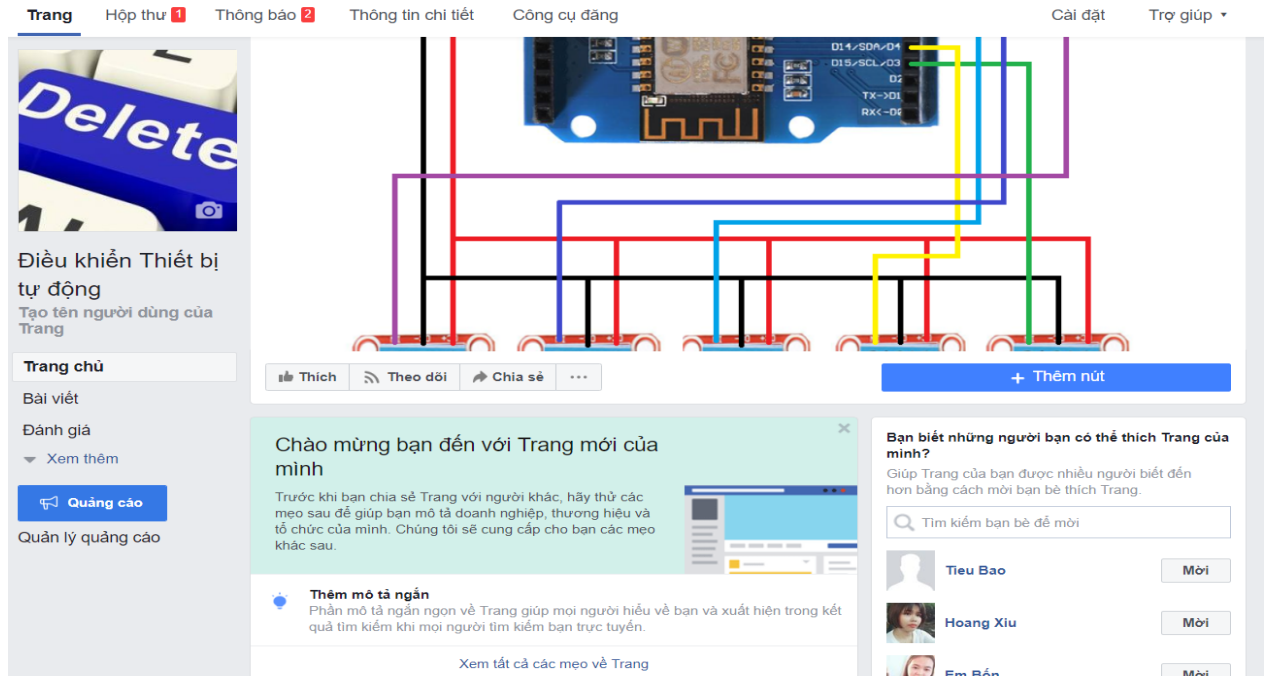 Trang
Hộp thư 1
Thông báo 2
Thông tin chi tiết
Công cụ đăng
Cài đặt
Trợ giúp
Delete
D14/SDA/D4
D15/SCL/D3
D2
TX->D1
RX<-D0
Điều khiển Thiết bị
tự động
Tạo tên người dùng của
Trang
Trang chủ
Bài viết
Đánh giá
Xem thêm
Quảng cáo
Quản lý quảng cáo
Thích
Theo dõi
Chia sẻ
+ Thêm nút
Chào mừng bạn đến với Trang mới của
mình
Trước khi bạn chia sẻ Trang với người khác, hãy thử các
mẹo sau để giúp bạn mô tả doanh nghiệp, thương hiệu và
tổ chức của mình. Chúng tôi sẽ cung cấp cho bạn các mẹo
khác sau.
Thêm mô tả ngắn
Phần mô tả ngắn ngọn về Trang giúp mọi người hiểu về bạn và xuất hiện trong kết
quả tìm kiếm khi mọi người tìm kiếm bạn trực tuyến.
Xem tất cả các mẹo về Trang
Bạn biết những người bạn có thể thích Trang của
mình?
Giúp Trang của bạn được nhiều người biết đến
hơn bằng cách mời bạn bè thích Trang.
Tìm kiếm bạn bè để mời
Tieu Bao
Mời
Hoang Xiu
Mời
Em Bốn
Mời